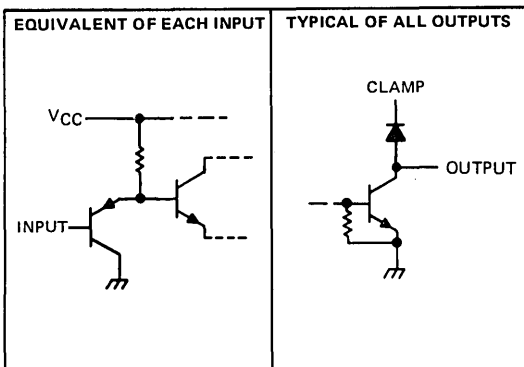 EQUIVALENT OF EACH INPUT
VCC
INPUT
TYPICAL OF ALL OUTPUTS
CLAMP
OUTPUT